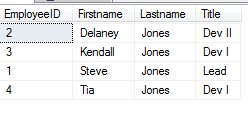 EmployeeID Firstname Lastname Title
2 Delaney Jones Dev II
3 Kendall Jones Dev I
1 Steve Jones Lead
4 Tia Jones Dev I